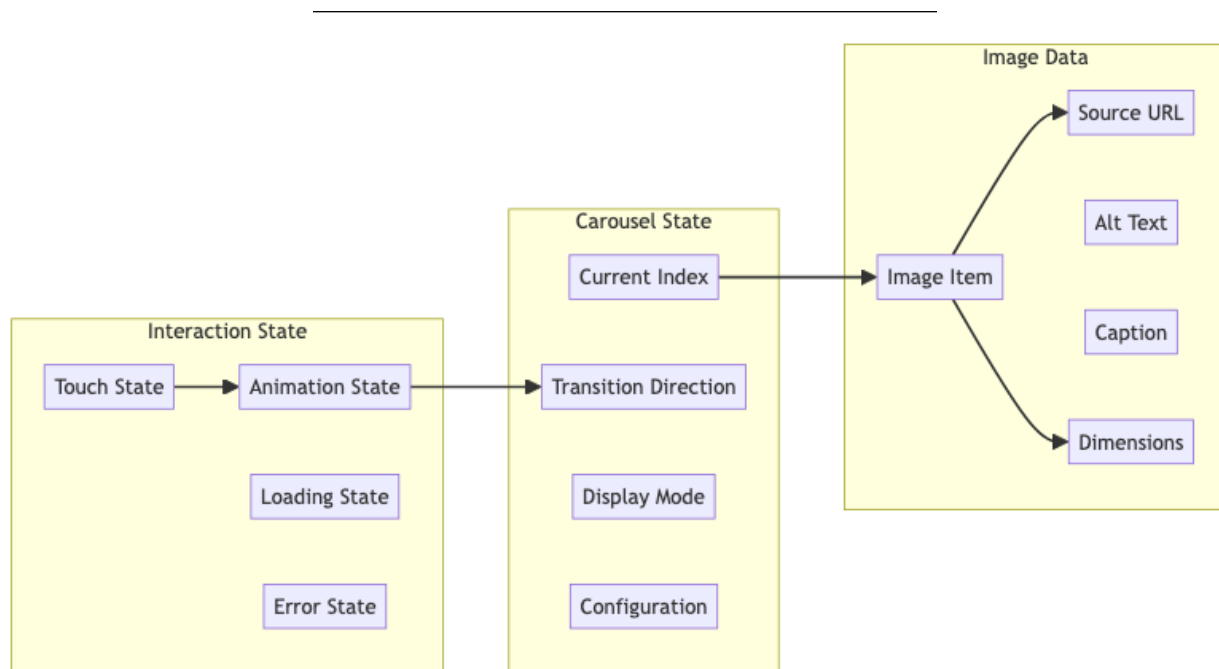 Image Data
Source URL
Alt Text
Image Item
Caption
Dimensions
Carousel State
Current Index
Transition Direction
Display Mode
Configuration
Interaction State
Touch State
Animation State
Loading State
Error State